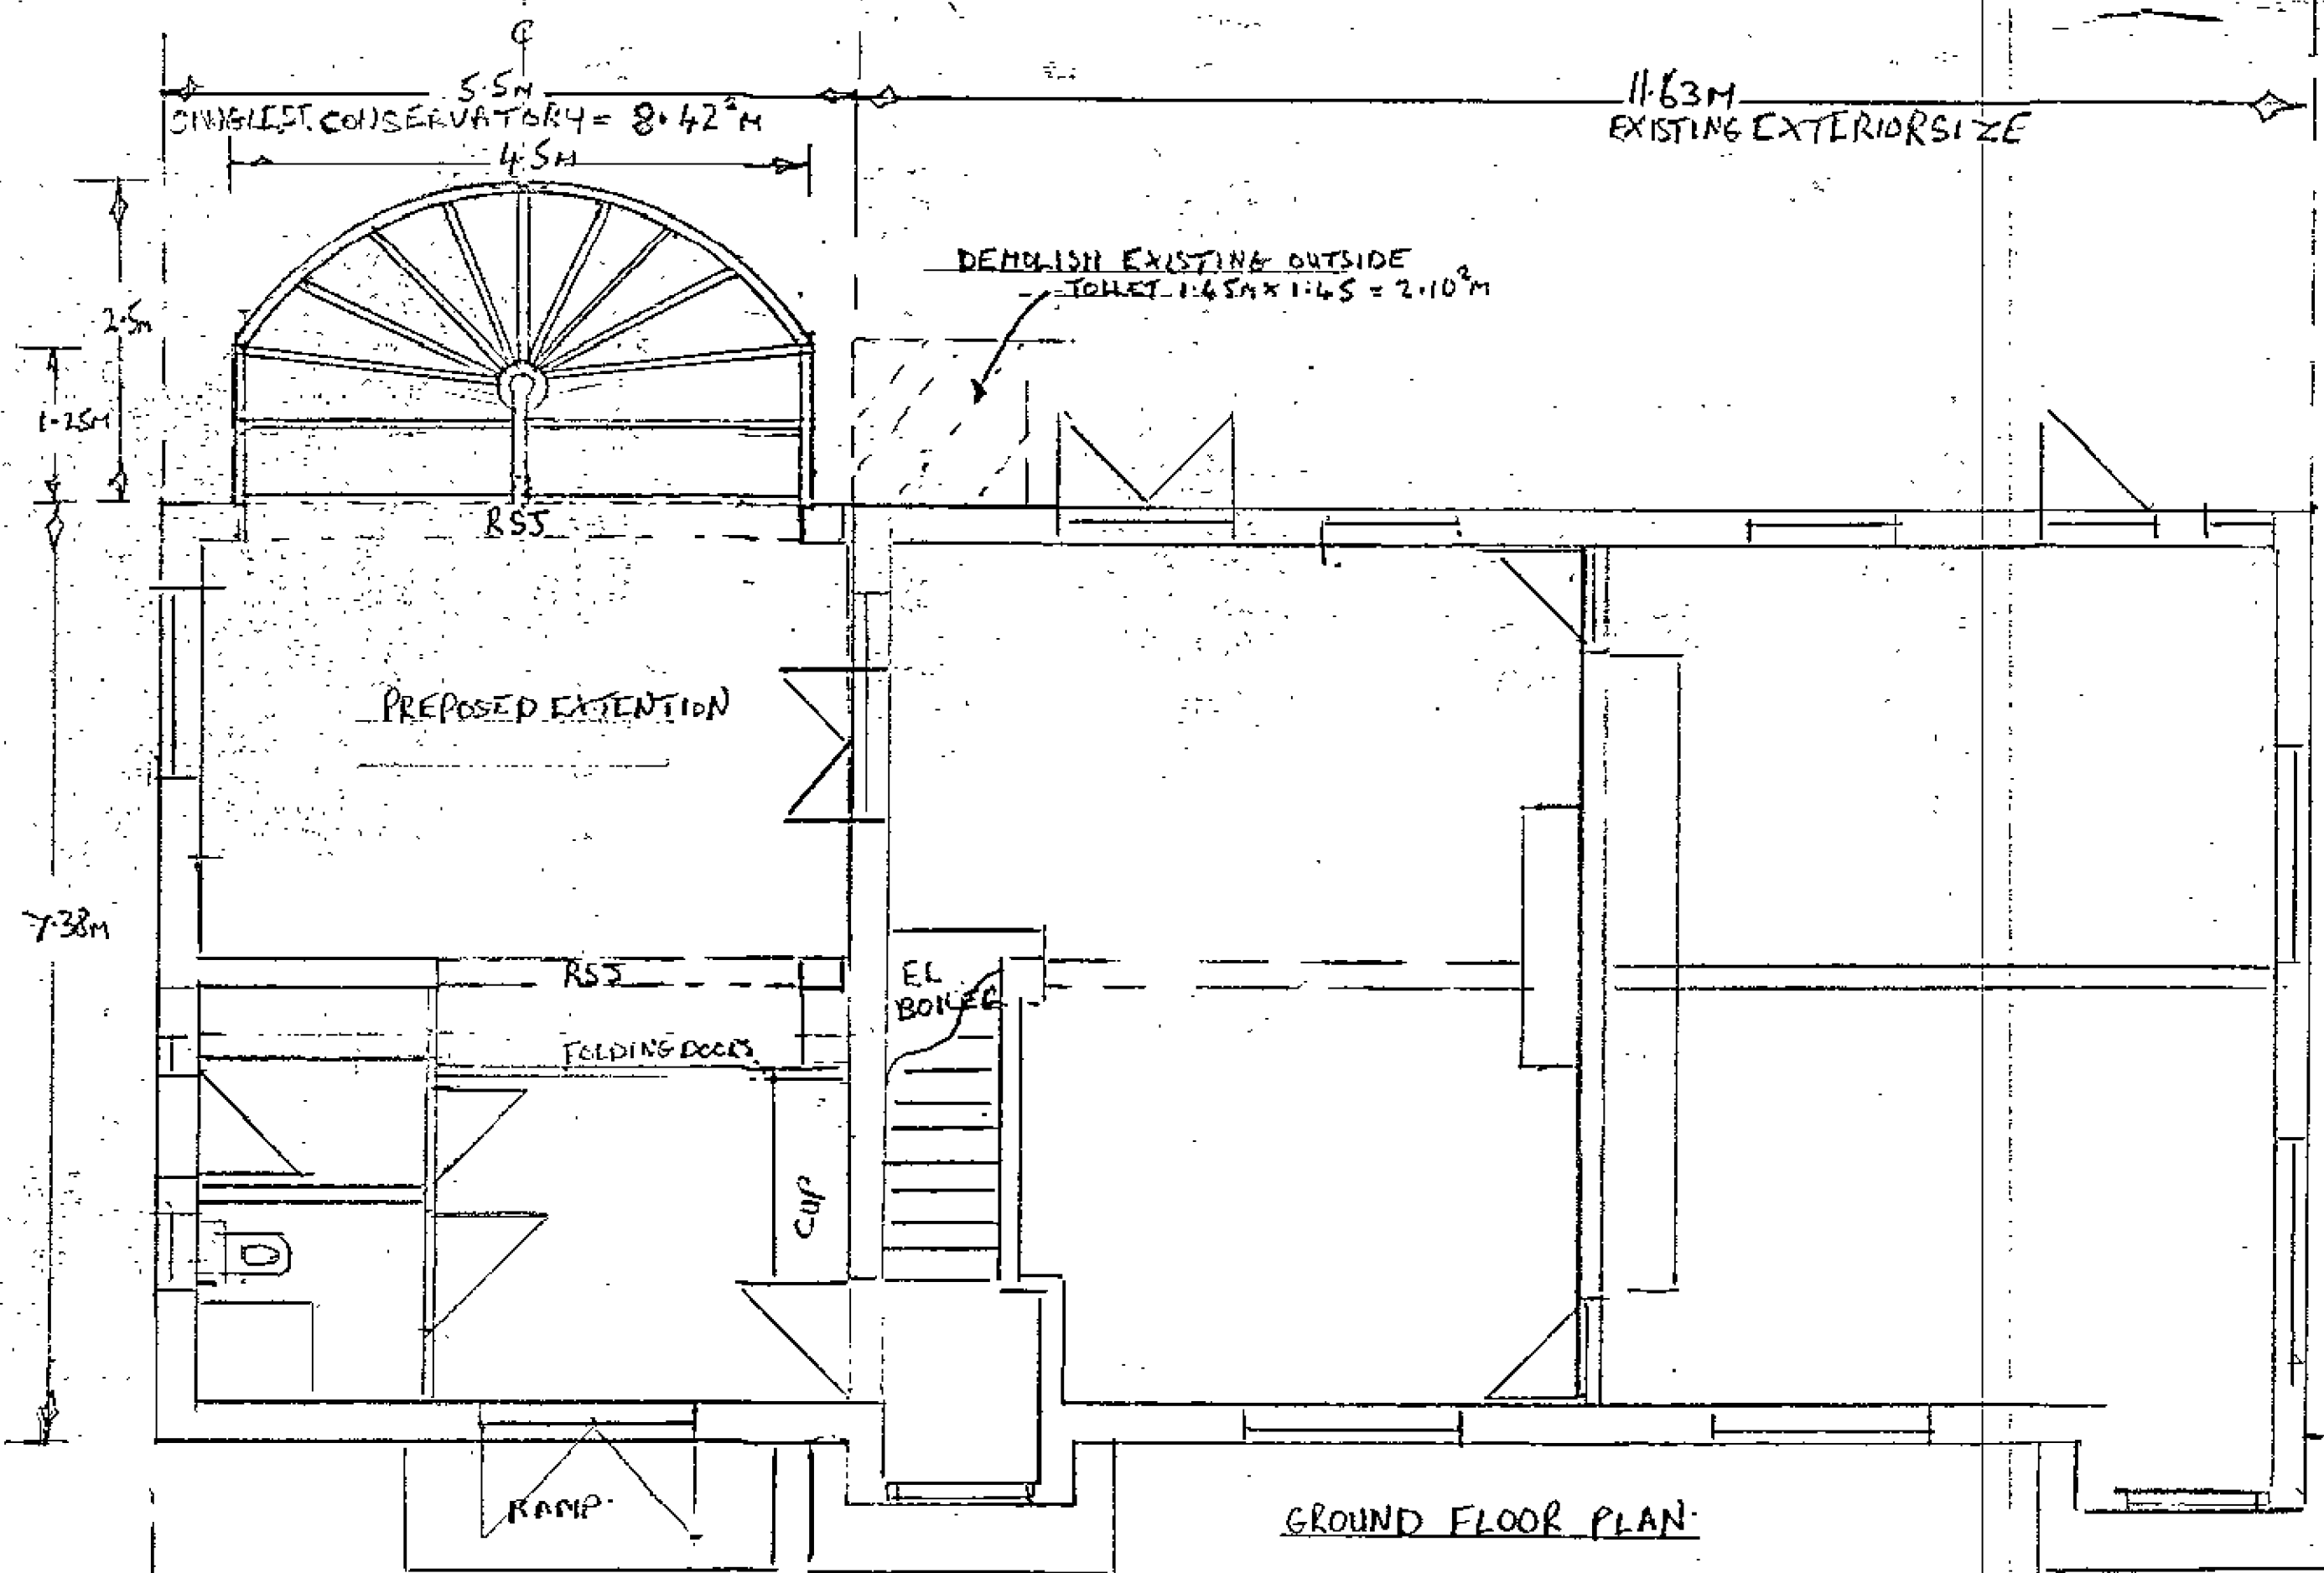 ℄
5.5M
SINGLE ST. CONSERVATORY = 8.42²M
4.5M
11.63M
EXISTING EXTERIOR SIZE
DEMOLISH EXISTING OUTSIDE
TOILET 1.45M x 1.45 = 2.10²M
2.5M
1.25M
RSJ
PREPOSED EXTENTION
7.38M
RSJ
EL
BOILER
FOLDING DOORS
CUP
RAMP.
GROUND FLOOR PLAN.